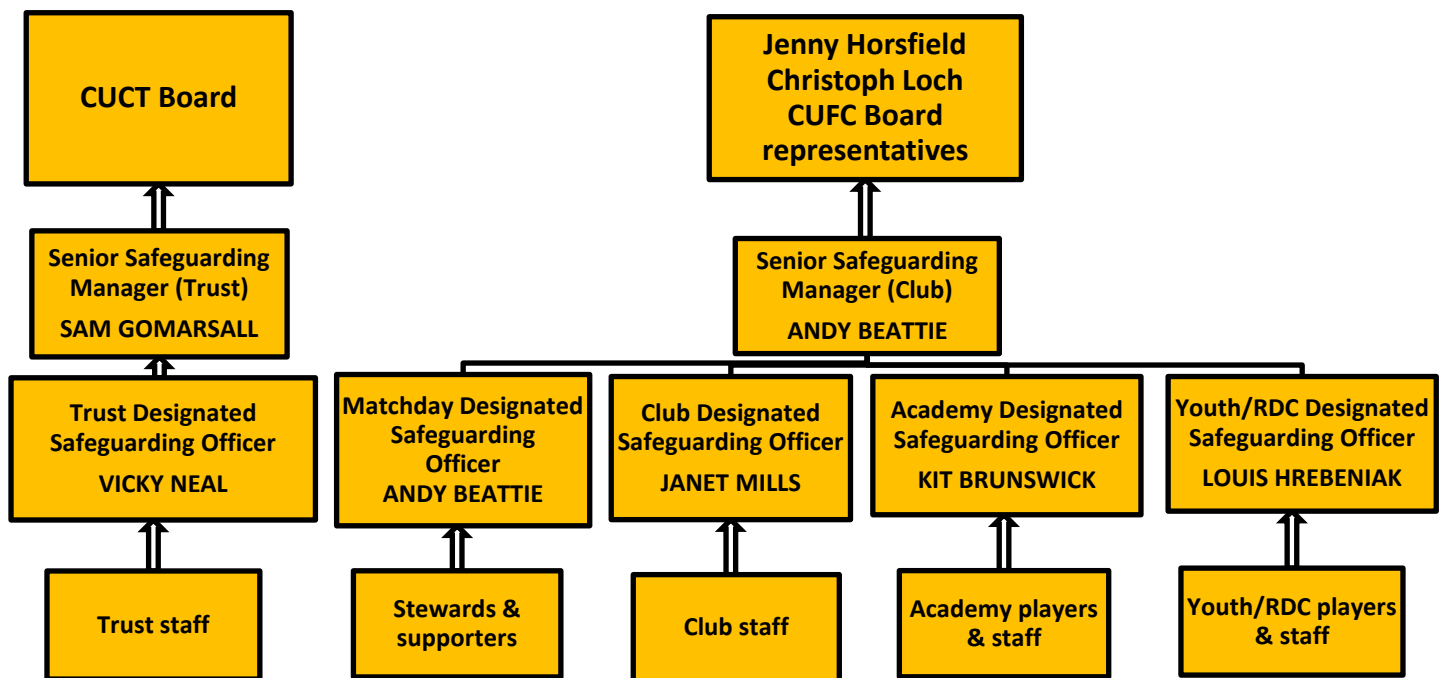 CUCT Board
Jenny Horsfield
Christoph Loch
CUFC Board
representatives
Senior Safeguarding
Manager (Trust)
SAM GOMARSALL
Senior Safeguarding
Manager (Club)
ANDY BEATTIE
Trust Designated
Safeguarding Officer
VICKY NEAL
Matchday Designated
Safeguarding
Officer
ANDY BEATTIE
Club Designated
Safeguarding Officer
JANET MILLS
Academy Designated
Safeguarding Officer
KIT BRUNSWICK
Youth/RDC Designated
Safeguarding Officer
LOUIS HREBENIAK
Trust staff
Stewards &
supporters
Club staff
Academy players
& staff
Youth/RDC players
& staff